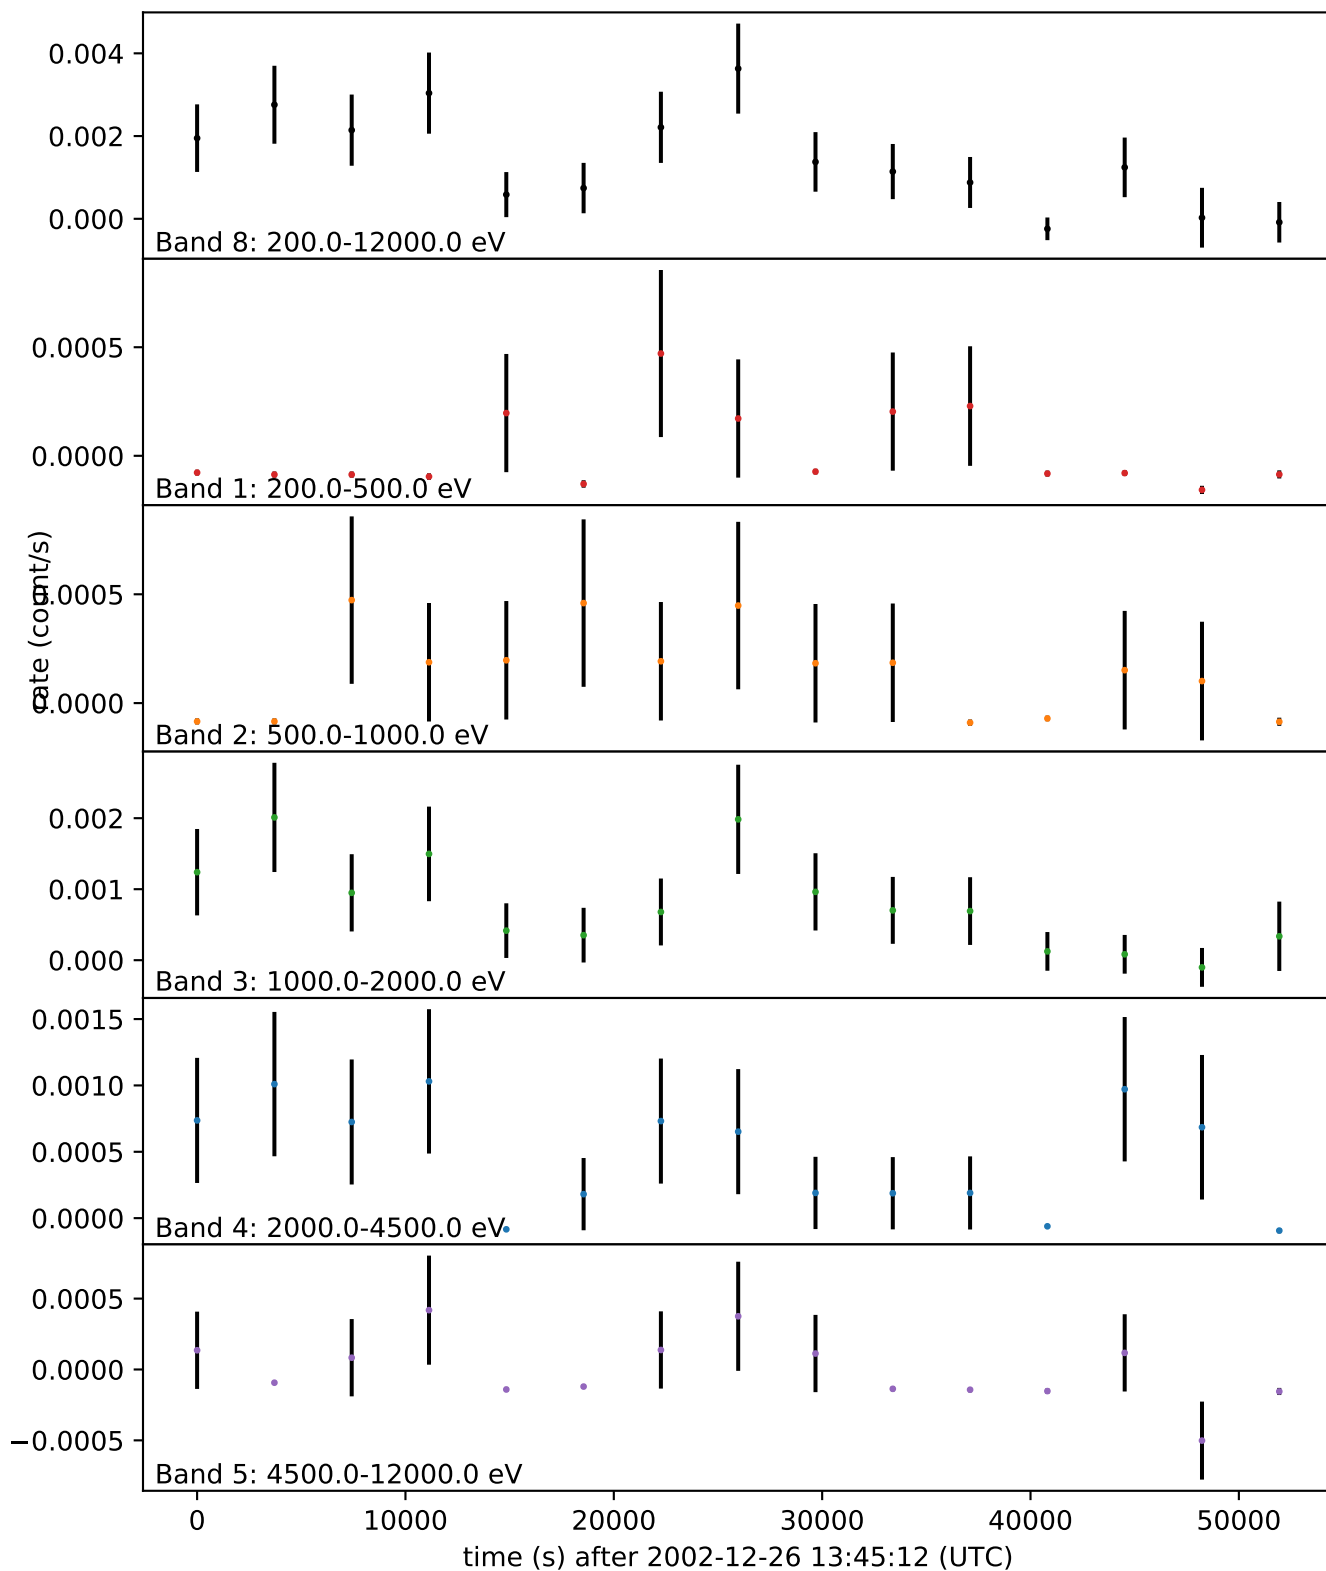 0.004
0.002
0.000
Band 8: 200.0-12000.0 eV
0.0005
0.0000
Band 1: 200.0-500.0 eV
rate (count/s)
0.0005
0.0000
Band 2: 500.0-1000.0 eV
0.002
0.001
0.000
Band 3: 1000.0-2000.0 eV
0.0015
0.0010
0.0005
0.0000
Band 4: 2000.0-4500.0 eV
0.0005
0.0000
−0.0005
Band 5: 4500.0-12000.0 eV
0 10000 20000 30000 40000 50000
time (s) after 2002-12-26 13:45:12 (UTC)